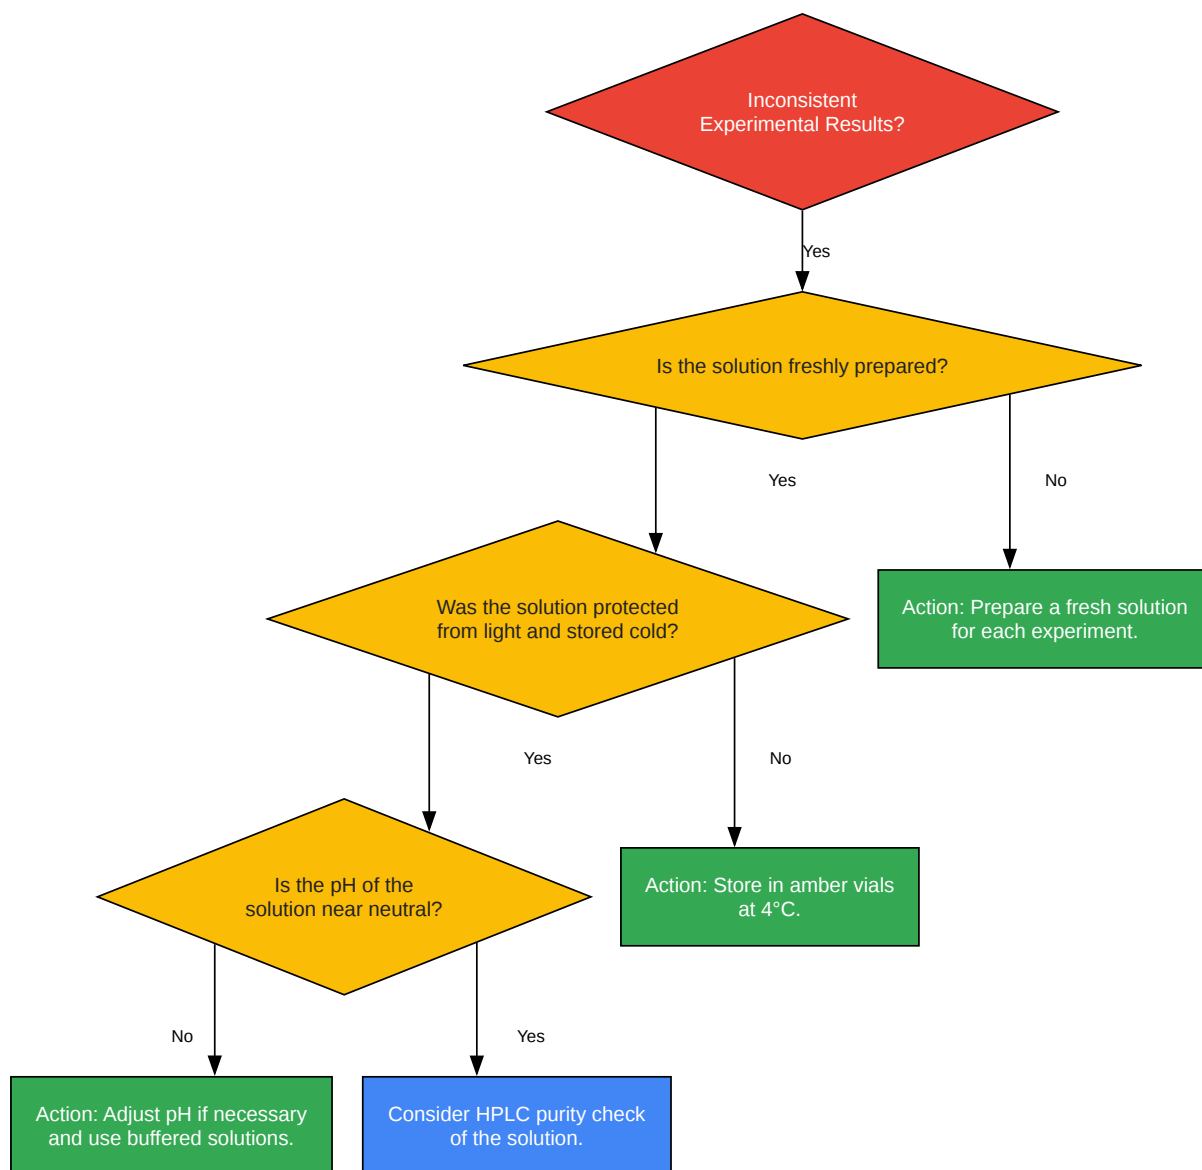 Inconsistent
Experimental Results?
Yes
Is the solution freshly prepared?
Yes
No
Was the solution protected
from light and stored cold?
Action: Prepare a fresh solution
for each experiment.
Yes
No
Is the pH of the
solution near neutral?
Action: Store in amber vials
at 4°C.
No
Yes
Action: Adjust pH if necessary
and use buffered solutions.
Consider HPLC purity check
of the solution.